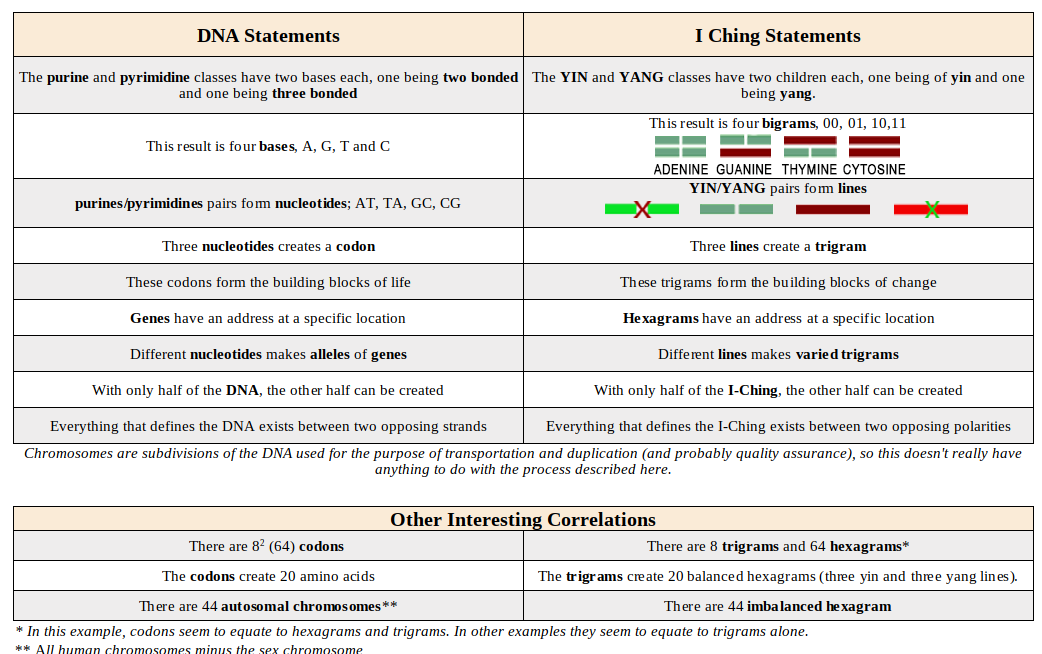 DNA Statements
I Ching Statements
The purine and pyrimidine classes have two bases each, one being two bonded
and one being three bonded
The YIN and YANG classes have two children each, one being of yin and one
being yang.
This result is four bases, A, G, T and C
This result is four bigrams, 00, 01, 10,11
ADENINE GUANINE THYMINE CYTOSINE
purines/pyrimidines pairs form nucleotides; AT, TA, GC, CG
YIN/YANG pairs form lines
Three nucleotides creates a codon
Three lines create a trigram
These codons form the building blocks of life
These trigrams form the building blocks of change
Genes have an address at a specific location
Hexagrams have an address at a specific location
Different nucleotides makes alleles of genes
Different lines makes varied trigrams
With only half of the DNA, the other half can be created
With only half of the I-Ching, the other half can be created
Everything that defines the DNA exists between two opposing strands
Everything that defines the I-Ching exists between two opposing polarities
Chromosomes are subdivisions of the DNA used for the purpose of transportation and duplication (and probably quality assurance), so this doesn't really have
anything to do with the process described here.
Other Interesting Correlations
There are 8² (64) codons
There are 8 trigrams and 64 hexagrams*
The codons create 20 amino acids
The trigrams create 20 balanced hexagrams (three yin and three yang lines).
There are 44 autosomal chromosomes**
There are 44 imbalanced hexagram
* In this example, codons seem to equate to hexagrams and trigrams. In other examples they seem to equate to trigrams alone.
** All human chromosomes minus the sex chromosome